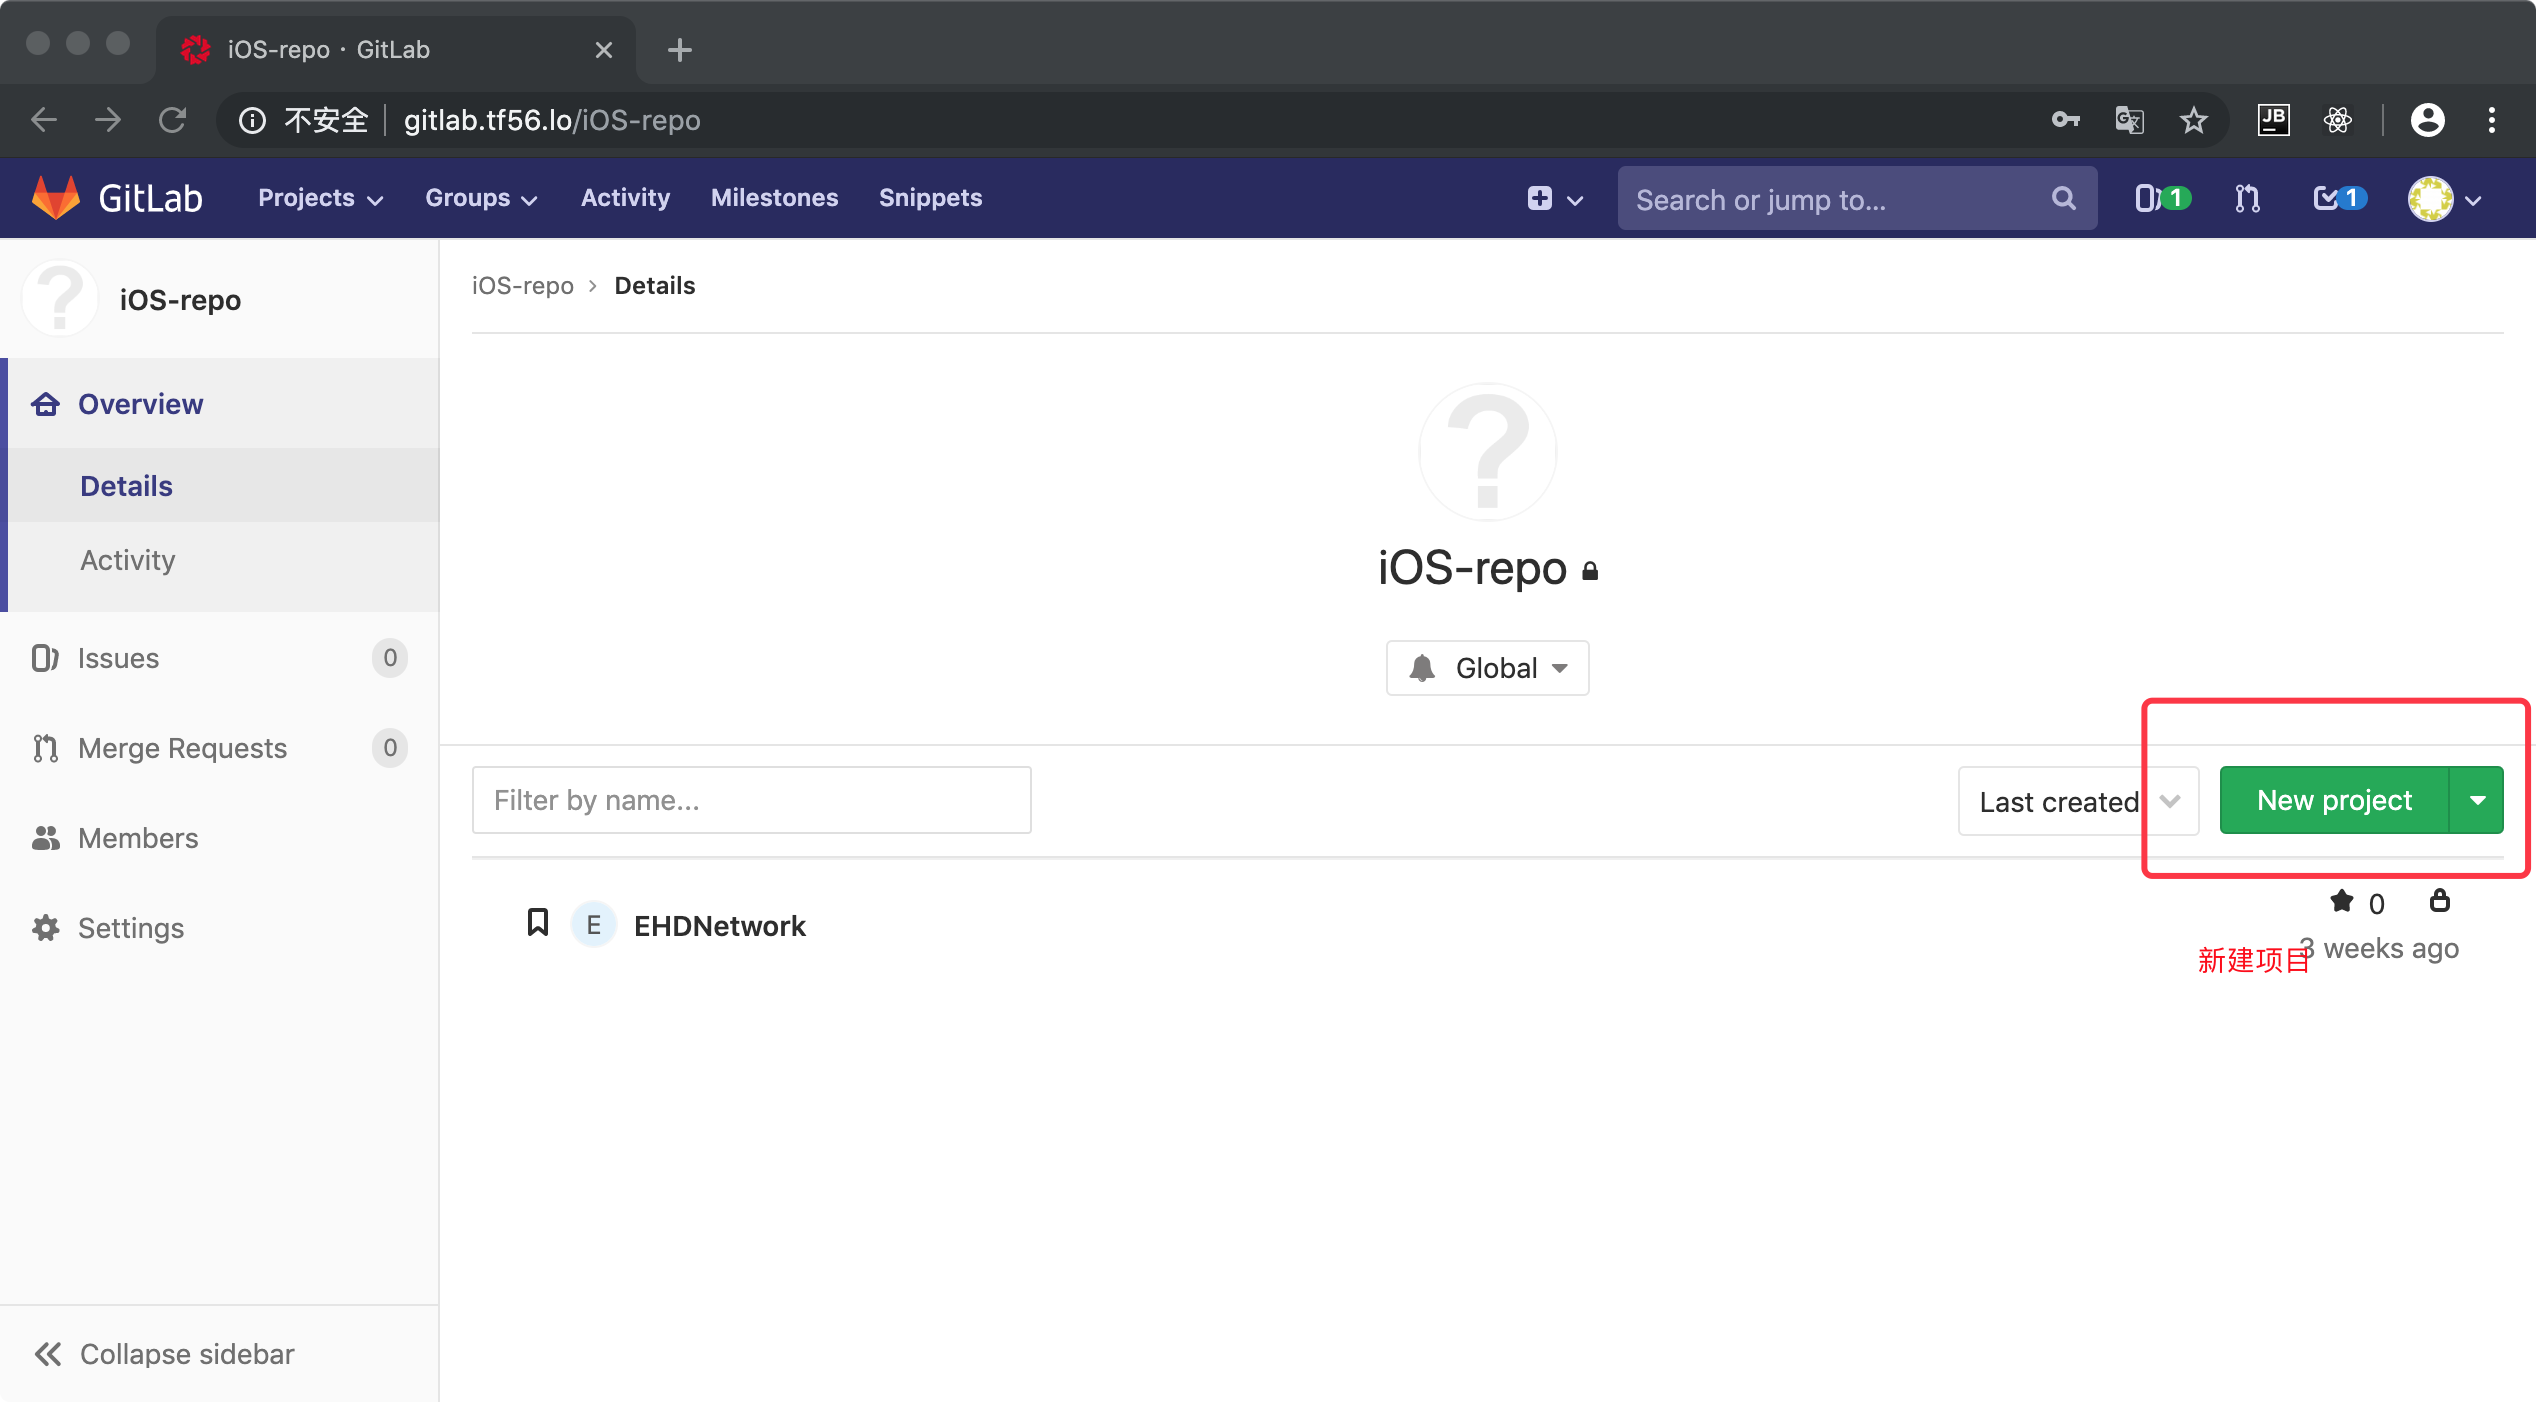 iOS-repo · GitLab
不安全 gitlab.tf56.lo/iOS-repo
JB
GitLab Projects Groups Activity Milestones Snippets Search or jump to... 1 1
iOS-repo
Overview
Details
Activity
Issues 0
Merge Requests 0
Members
Settings
Collapse sidebar
iOS-repo › Details
iOS-repo
Global
Filter by name... Last created New project
E EHDNetwork 0
3 weeks ago
新建项目